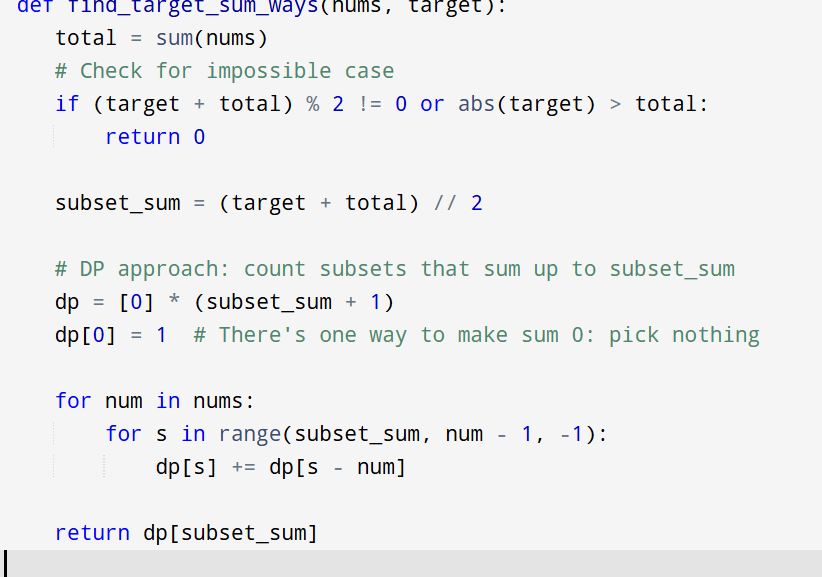 def find_target_sum_ways(nums, target):
total = sum(nums)
# Check for impossible case
if (target + total) % 2 != 0 or abs(target) > total:
return 0
subset_sum = (target + total) // 2
# DP approach: count subsets that sum up to subset_sum
dp = [0] * (subset_sum + 1)
dp[0] = 1  # There's one way to make sum 0: pick nothing
for num in nums:
for s in range(subset_sum, num - 1, -1):
dp[s] += dp[s - num]
return dp[subset_sum]